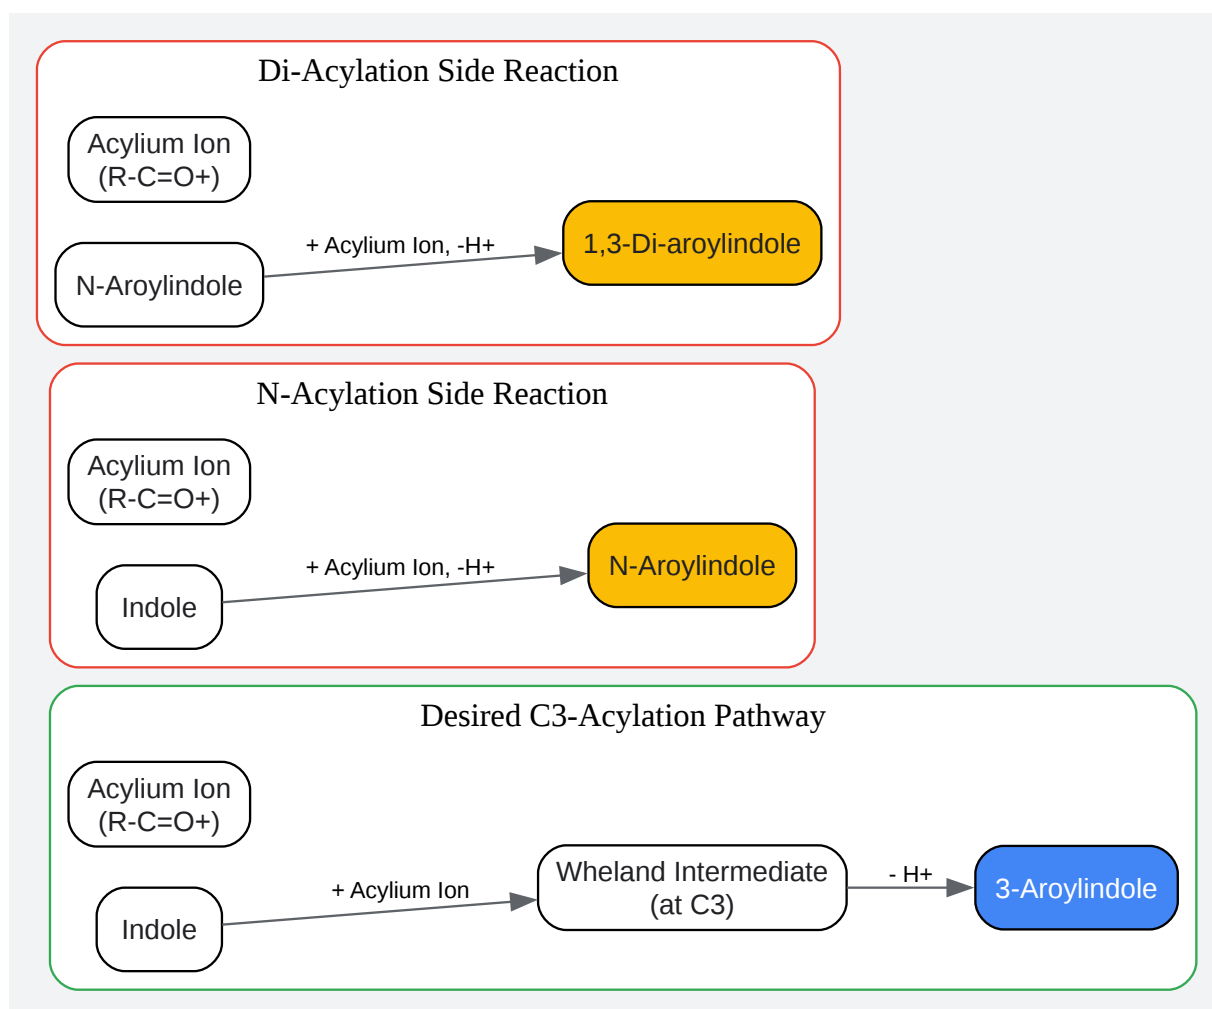 Di-Acylation Side Reaction
Acylium Ion
(R-C=O+)
N-Aroylindole
+ Acylium Ion, -H+
1,3-Di-aroylindole
N-Acylation Side Reaction
Acylium Ion
(R-C=O+)
Indole
+ Acylium Ion, -H+
N-Aroylindole
Desired C3-Acylation Pathway
Acylium Ion
(R-C=O+)
Indole
+ Acylium Ion
Wheland Intermediate
(at C3)
- H+
3-Aroylindole